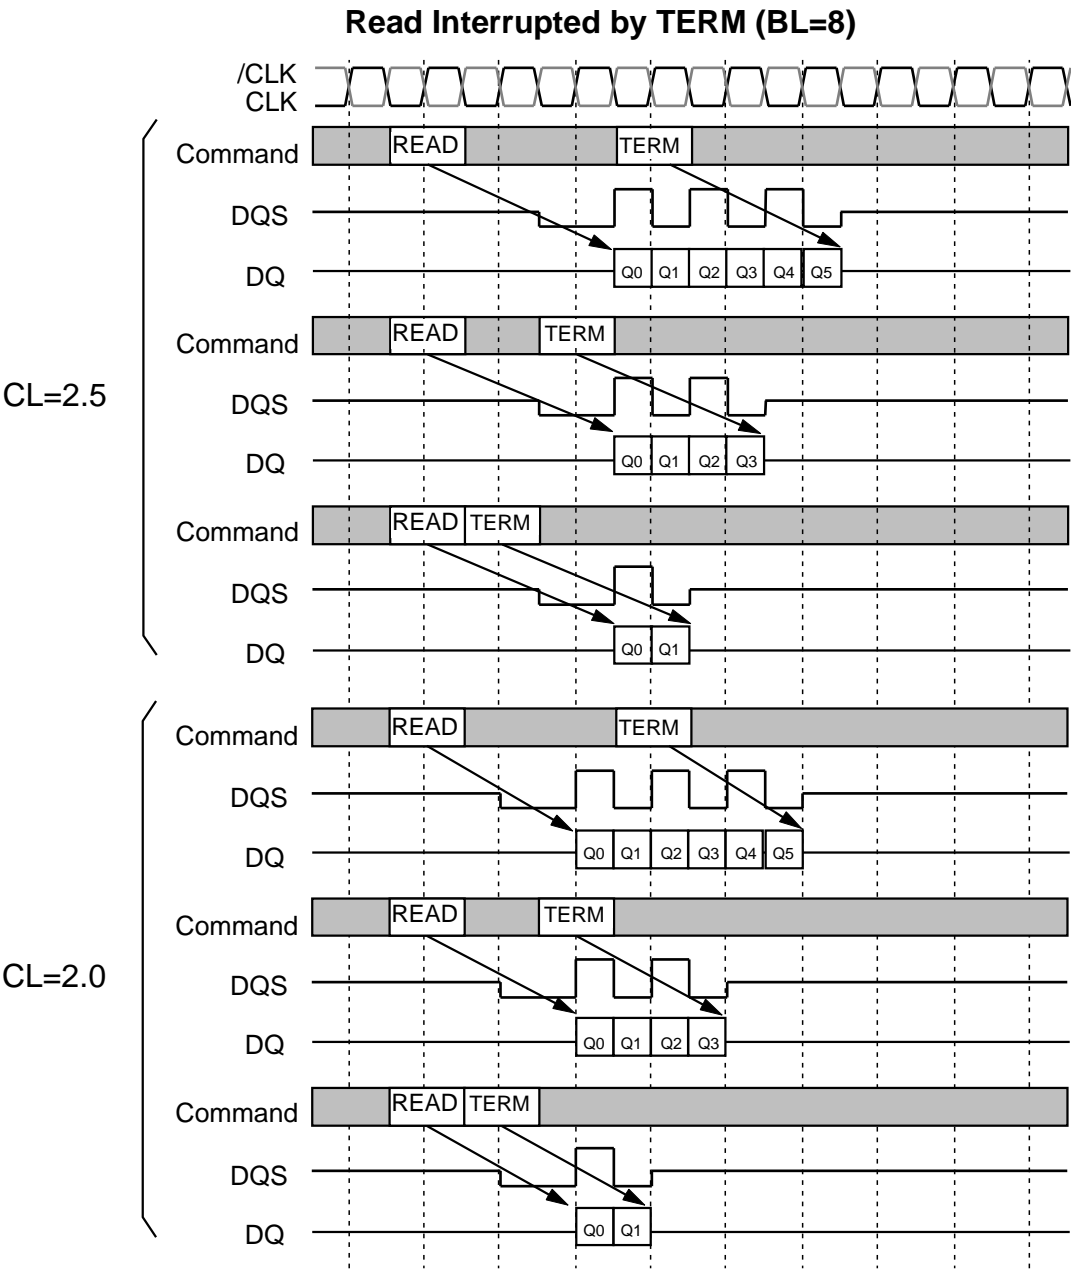 Read Interrupted by TERM (BL=8)
/CLK
CLK
Command READ TERM
DQS
DQ Q0 Q1 Q2 Q3 Q4 Q5
Command READ TERM
CL=2.5
DQS
DQ Q0 Q1 Q2 Q3
Command READ TERM
DQS
DQ Q0 Q1
Command READ TERM
DQS
DQ Q0 Q1 Q2 Q3 Q4 Q5
Command READ TERM
CL=2.0
DQS
DQ Q0 Q1 Q2 Q3
Command READ TERM
DQS
DQ Q0 Q1